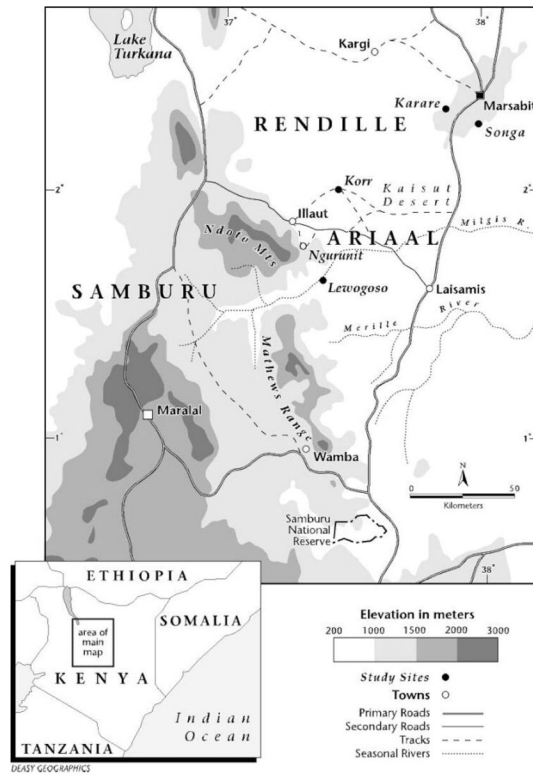 37
38
Lake
Turkana
Kargi
Karare
Marsabit
RENDILLE
Songa
2°
2°
Korr
Kaisut
Desert
Illaut
Milgis R.
ARIAAL
Ndoto Mts
Ngurunit
SAMBURU
Lewogoso
Laisamis
Merille River
Mathews Range
Maralal
1°
1°
Wamba
N
0 50
Kilometers
Samburu
National
Reserve
38°
ETHIOPIA
SOMALIA
area of
main
map
KENYA
Indian
Ocean
TANZANIA
DEASY GEOGRAPHICS
Elevation in meters
200 1000 1500 2000 3000
Study Sites
Towns
Primary Roads
Secondary Roads
Tracks
Seasonal Rivers